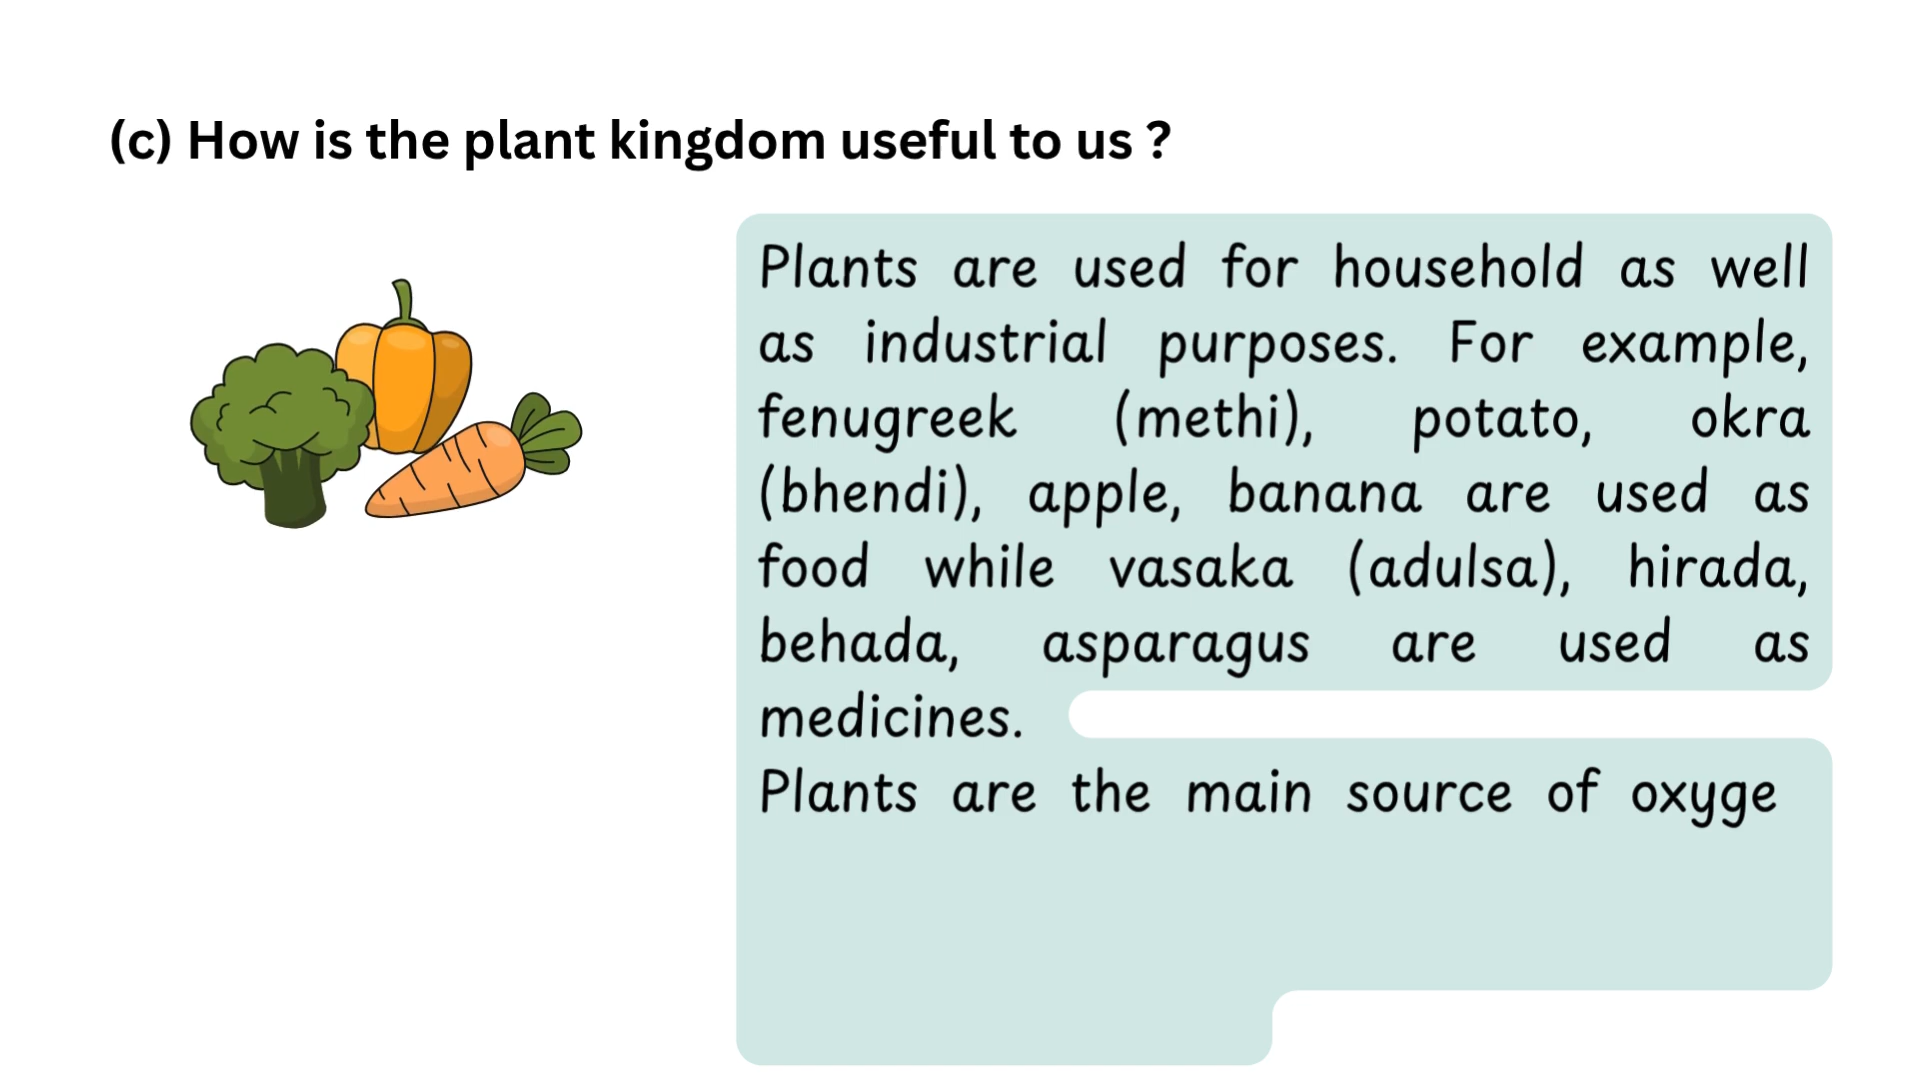 (c) How is the plant kingdom useful to us ?
Plants are used for household as well
as industrial purposes. For example,
fenugreek (methi), potato, okra
(bhendi), apple, banana are used as
food while vasaka (adulsa), hirada,
behada, asparagus are used as
medicines.
Plants are the main source of oxyge